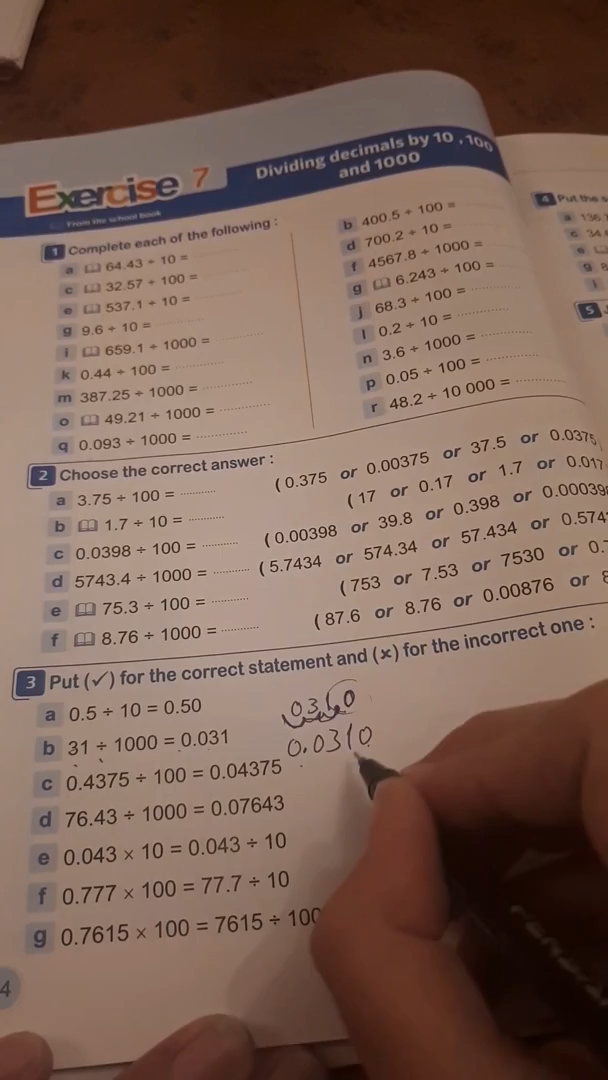 Exercise 7
From the school book
Dividing decimals by 10 , 100
and 1000
1 Complete each of the following :
a 64.43 ÷ 10 =
b 400.5 ÷ 100 =
c 32.57 ÷ 100 =
d 700.2 ÷ 10 =
e 537.1 ÷ 10 =
f 4567.8 ÷ 1000 =
g 9.6 ÷ 10 =
g 6.243 ÷ 100 =
i 659.1 ÷ 1000 =
j 68.3 ÷ 100 =
k 0.44 ÷ 100 =
l 0.2 ÷ 10 =
m 387.25 ÷ 1000 =
n 3.6 ÷ 1000 =
o 49.21 ÷ 1000 =
p 0.05 ÷ 100 =
q 0.093 ÷ 1000 =
r 48.2 ÷ 10 000 =
2 Choose the correct answer :
a 3.75 ÷ 100 = ( 0.375 or 0.00375 or 37.5 or 0.0375
b 1.7 ÷ 10 = ( 17 or 0.17 or 1.7 or 0.017
c 0.0398 ÷ 100 = ( 0.00398 or 39.8 or 0.398 or 0.000398
d 5743.4 ÷ 1000 = ( 5.7434 or 574.34 or 57.434 or 0.574
e 75.3 ÷ 100 = ( 753 or 7.53 or 7530 or 0.
f 8.76 ÷ 1000 = ( 87.6 or 8.76 or 0.00876 or
3 Put (✓) for the correct statement and (×) for the incorrect one :
a 0.5 ÷ 10 = 0.50
b 31 ÷ 1000 = 0.031
0.0310
c 0.4375 ÷ 100 = 0.04375
d 76.43 ÷ 1000 = 0.07643
e 0.043 × 10 = 0.043 ÷ 10
f 0.777 × 100 = 77.7 ÷ 10
g 0.7615 × 100 = 7615 ÷ 100
4
4 Put the
a 136.
c 34
e
g 8
i
5